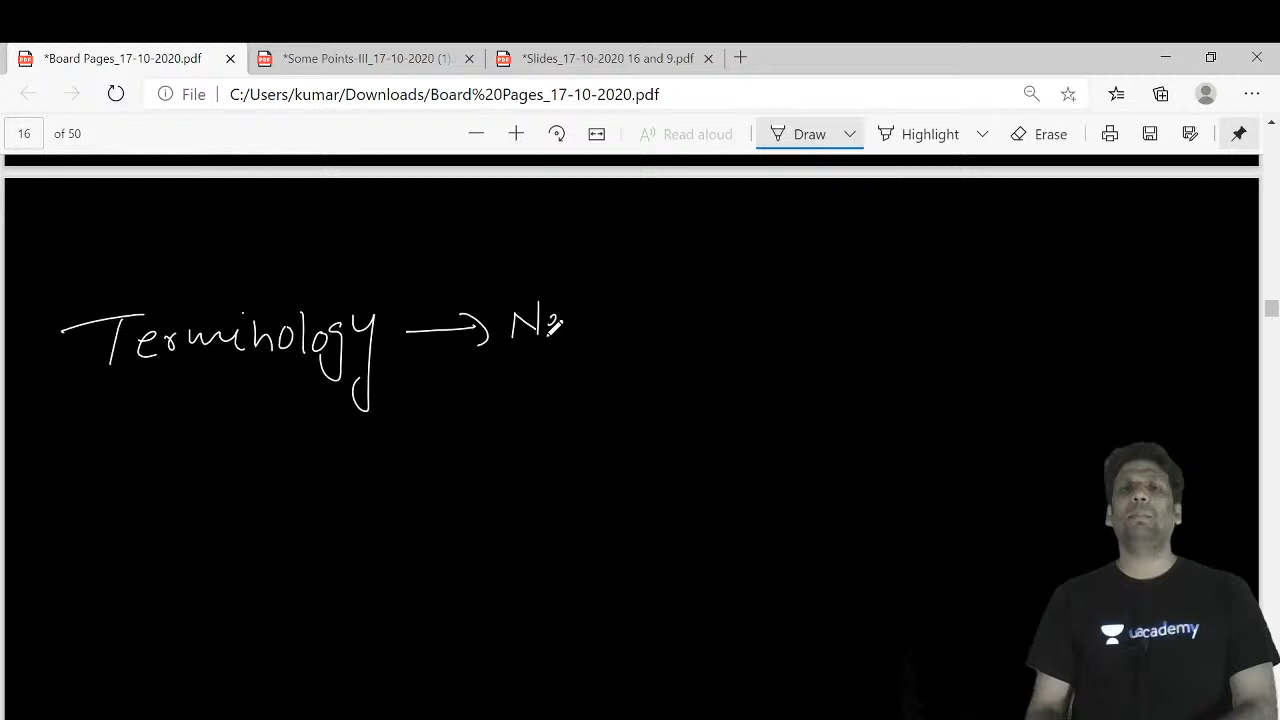 *Board Pages_17-10-2020.pdf
*Some Points-III_17-10-2020 (1).
*Slides_17-10-2020 16 and 9.pdf
File C:/Users/kumar/Downloads/Board%20Pages_17-10-2020.pdf
16 of 50 Read aloud Draw Highlight Erase
Terminology → N
unacademy